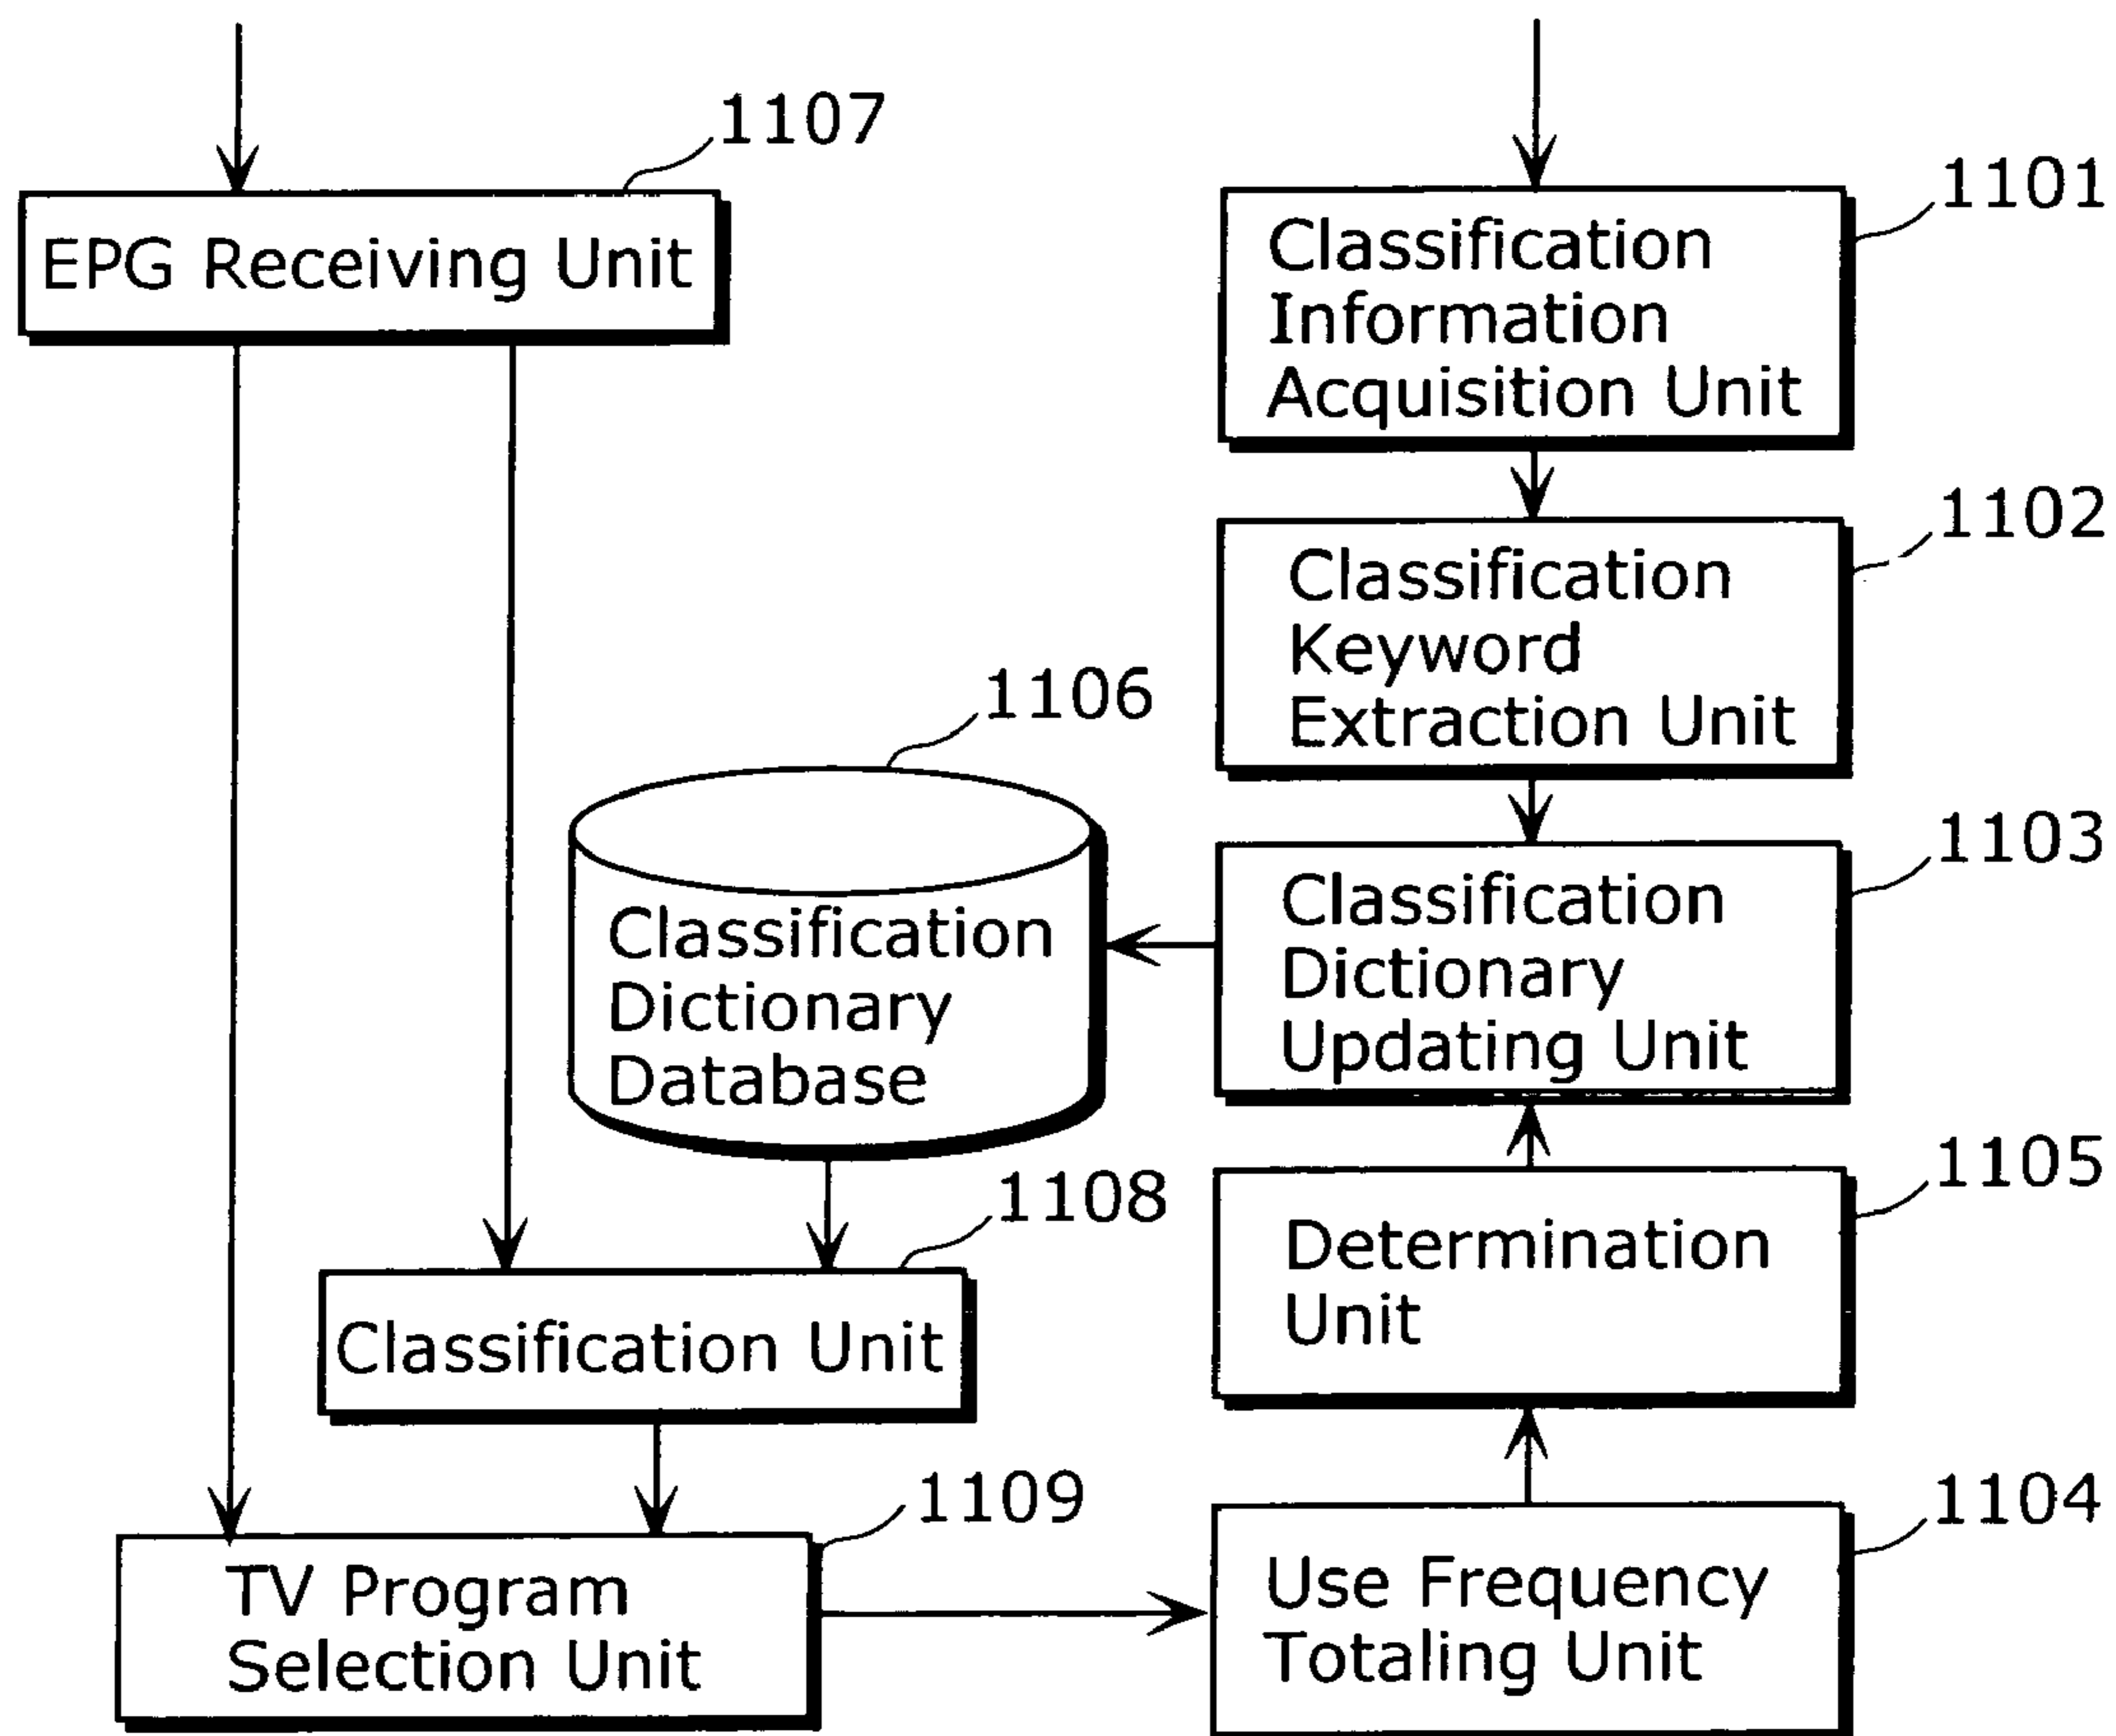 1107
EPG Receiving Unit
1101
Classification
Information
Acquisition Unit
1102
Classification
Keyword
Extraction Unit
1106
Classification
Dictionary
Database
1103
Classification
Dictionary
Updating Unit
1108
Classification Unit
1105
Determination
Unit
1109
TV Program
Selection Unit
1104
Use Frequency
Totaling Unit